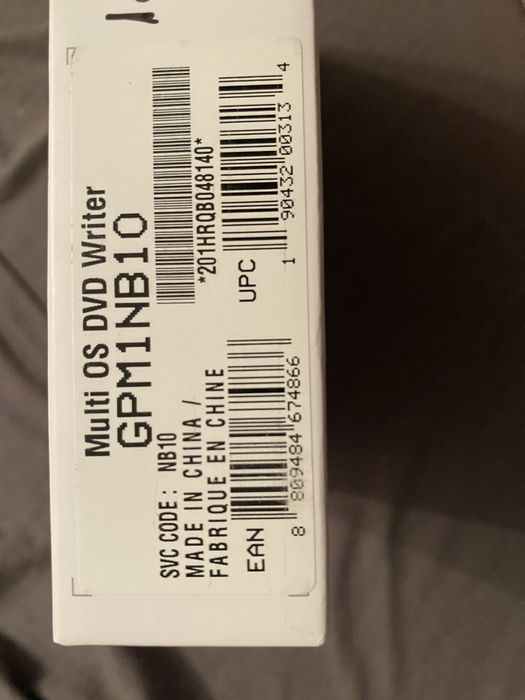 Multi OS DVD Writer
GPM1NB10
*201HRQB048140*
SVC CODE: NB10
MADE IN CHINA /
FABRIQUE EN CHINE
EAN
8 809484 674866
UPC
1 90432 00313 4